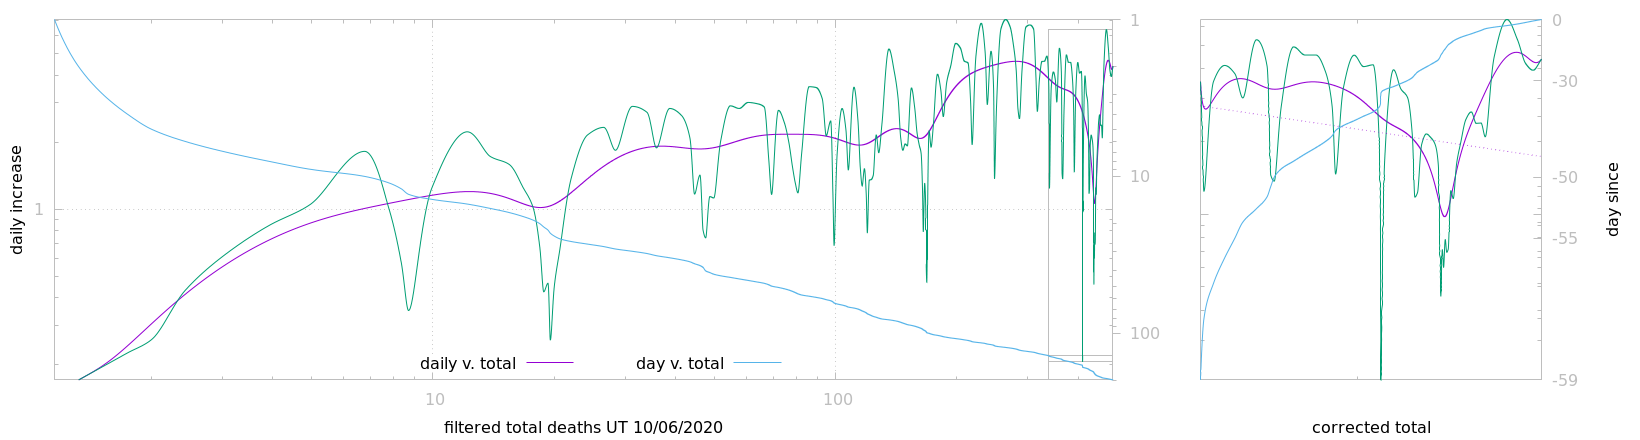 daily increase
1
daily v. total
day v. total
10
100
filtered total deaths UT 10/06/2020
1
10
100
0
-30
-50
-55
-59
day since
corrected total